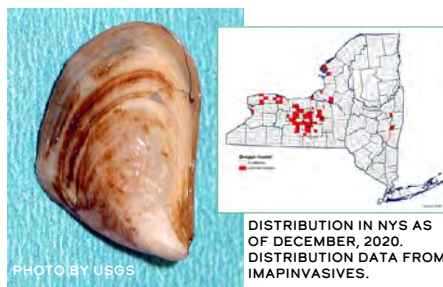 PHOTO BY USGS
DISTRIBUTION IN NYS AS
OF DECEMBER, 2020.
DISTRIBUTION DATA FROM
IMAPINVASIVES.